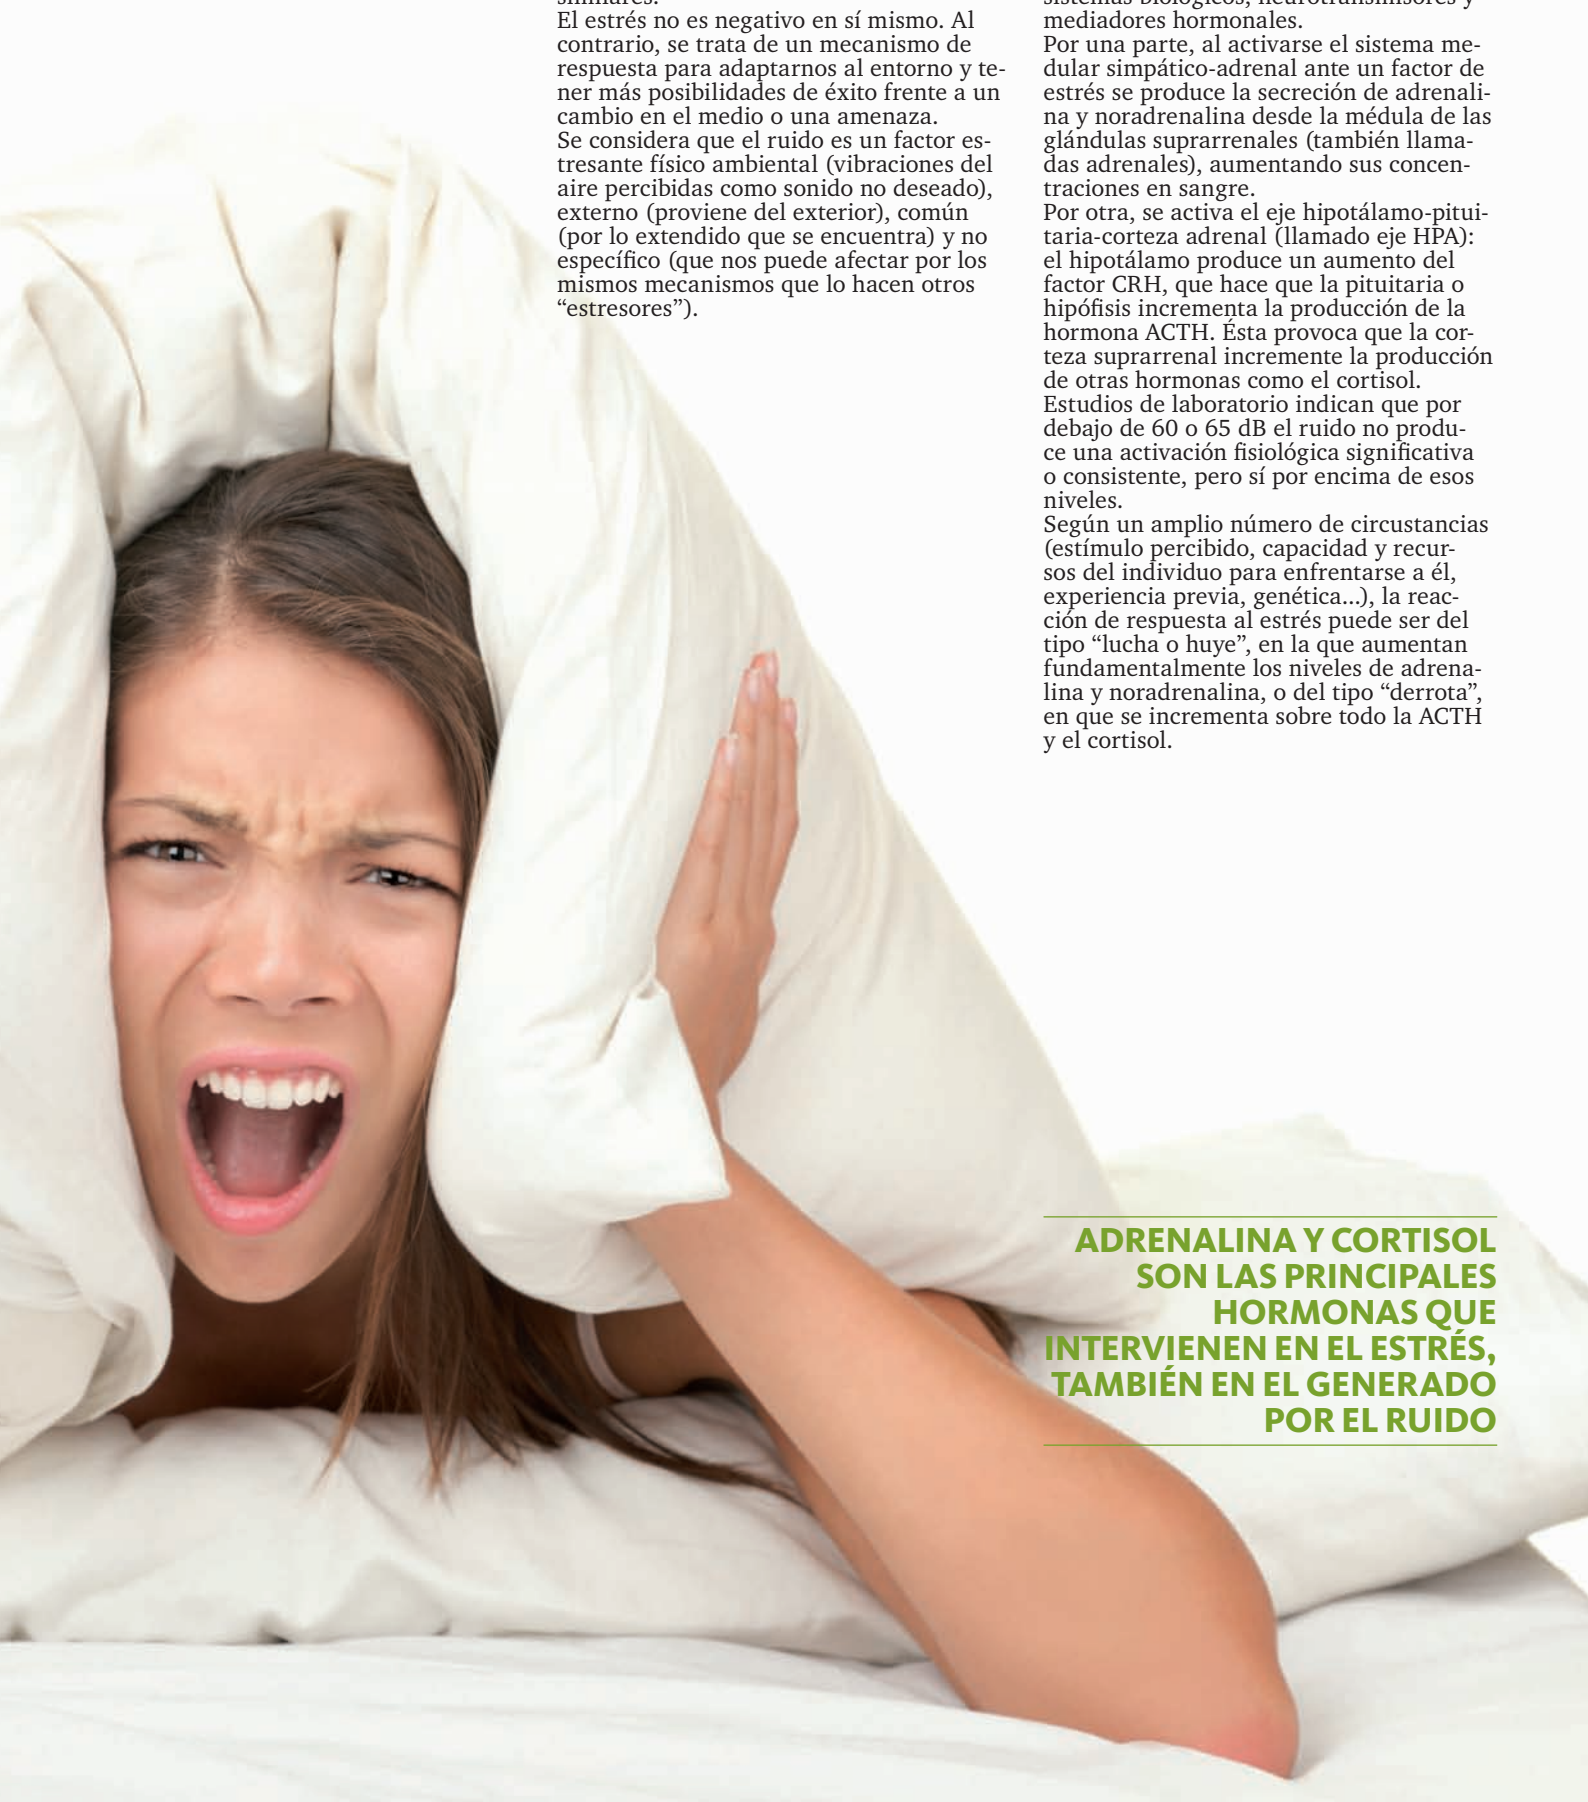 similares.
El estrés no es negativo en sí mismo. Al
contrario, se trata de un mecanismo de
respuesta para adaptarnos al entorno y te-
ner más posibilidades de éxito frente a un
cambio en el medio o una amenaza.
Se considera que el ruido es un factor es-
tresante físico ambiental (vibraciones del
aire percibidas como sonido no deseado),
externo (proviene del exterior), común
(por lo extendido que se encuentra) y no
específico (que nos puede afectar por los
mismos mecanismos que lo hacen otros
“estresores”).
sistemas biológicos, neurotransmisores y
mediadores hormonales.
Por una parte, al activarse el sistema me-
dular simpático-adrenal ante un factor de
estrés se produce la secreción de adrenali-
na y noradrenalina desde la médula de las
glándulas suprarrenales (también llama-
das adrenales), aumentando sus concen-
traciones en sangre.
Por otra, se activa el eje hipotálamo-pitui-
taria-corteza adrenal (llamado eje HPA):
el hipotálamo produce un aumento del
factor CRH, que hace que la pituitaria o
hipófisis incrementa la producción de la
hormona ACTH. Ésta provoca que la cor-
teza suprarrenal incremente la producción
de otras hormonas como el cortisol.
Estudios de laboratorio indican que por
debajo de 60 o 65 dB el ruido no produ-
ce una activación fisiológica significativa
o consistente, pero sí por encima de esos
niveles.
Según un amplio número de circustancias
(estímulo percibido, capacidad y recur-
sos del individuo para enfrentarse a él,
experiencia previa, genética...), la reac-
ción de respuesta al estrés puede ser del
tipo “lucha o huye”, en la que aumentan
fundamentalmente los niveles de adrena-
lina y noradrenalina, o del tipo “derrota”,
en que se incrementa sobre todo la ACTH
y el cortisol.
ADRENALINA Y CORTISOL
SON LAS PRINCIPALES
HORMONAS QUE
INTERVIENEN EN EL ESTRÉS,
TAMBIÉN EN EL GENERADO
POR EL RUIDO